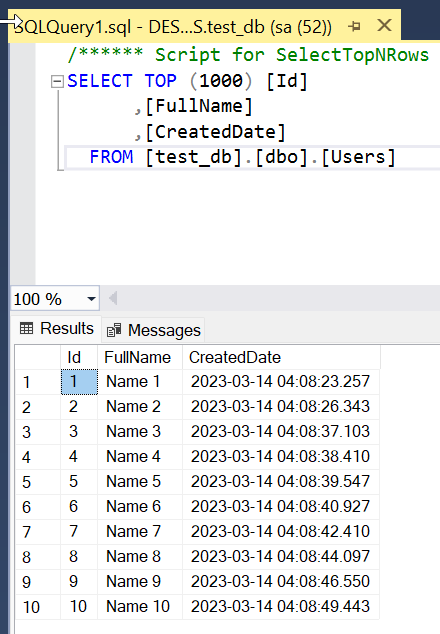 SQLQuery1.sql - DES...S.test_db (sa (52))
/****** Script for SelectTopNRows
SELECT TOP (1000) [Id]
,[FullName]
,[CreatedDate]
FROM [test_db].[dbo].[Users]
100 %
Results Messages
Id FullName CreatedDate
1 1 Name 1 2023-03-14 04:08:23.257
2 2 Name 2 2023-03-14 04:08:26.343
3 3 Name 3 2023-03-14 04:08:37.103
4 4 Name 4 2023-03-14 04:08:38.410
5 5 Name 5 2023-03-14 04:08:39.547
6 6 Name 6 2023-03-14 04:08:40.927
7 7 Name 7 2023-03-14 04:08:42.410
8 8 Name 8 2023-03-14 04:08:44.097
9 9 Name 9 2023-03-14 04:08:46.550
10 10 Name 10 2023-03-14 04:08:49.443